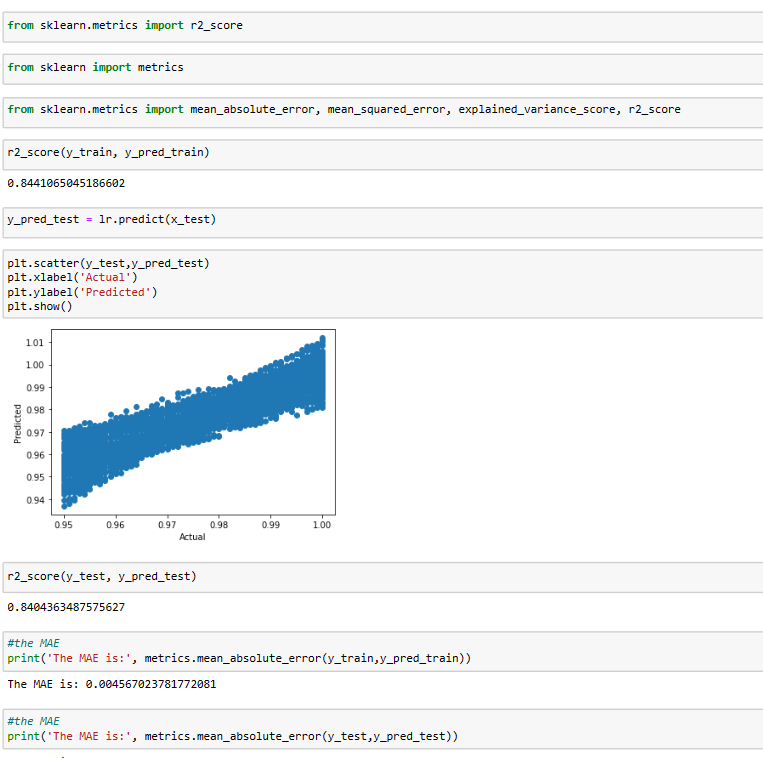 from sklearn.metrics import r2_score
from sklearn import metrics
from sklearn.metrics import mean_absolute_error, mean_squared_error, explained_variance_score, r2_score
r2_score(y_train, y_pred_train)
0.8441065045186602
y_pred_test = lr.predict(x_test)
plt.scatter(y_test,y_pred_test)
plt.xlabel('Actual')
plt.ylabel('Predicted')
plt.show()
1.01
1.00
0.99
0.98
0.97
0.96
0.95
0.94
Predicted
0.95 0.96 0.97 0.98 0.99 1.00
Actual
r2_score(y_test, y_pred_test)
0.8404363487575627
#the MAE
print('The MAE is:', metrics.mean_absolute_error(y_train,y_pred_train))
The MAE is: 0.004567023781772081
#the MAE
print('The MAE is:', metrics.mean_absolute_error(y_test,y_pred_test))